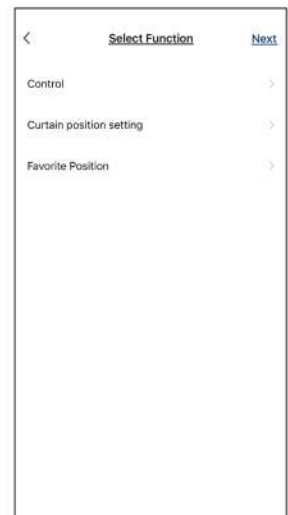 Select Function Next
Control
Curtain position setting
Favorite Position